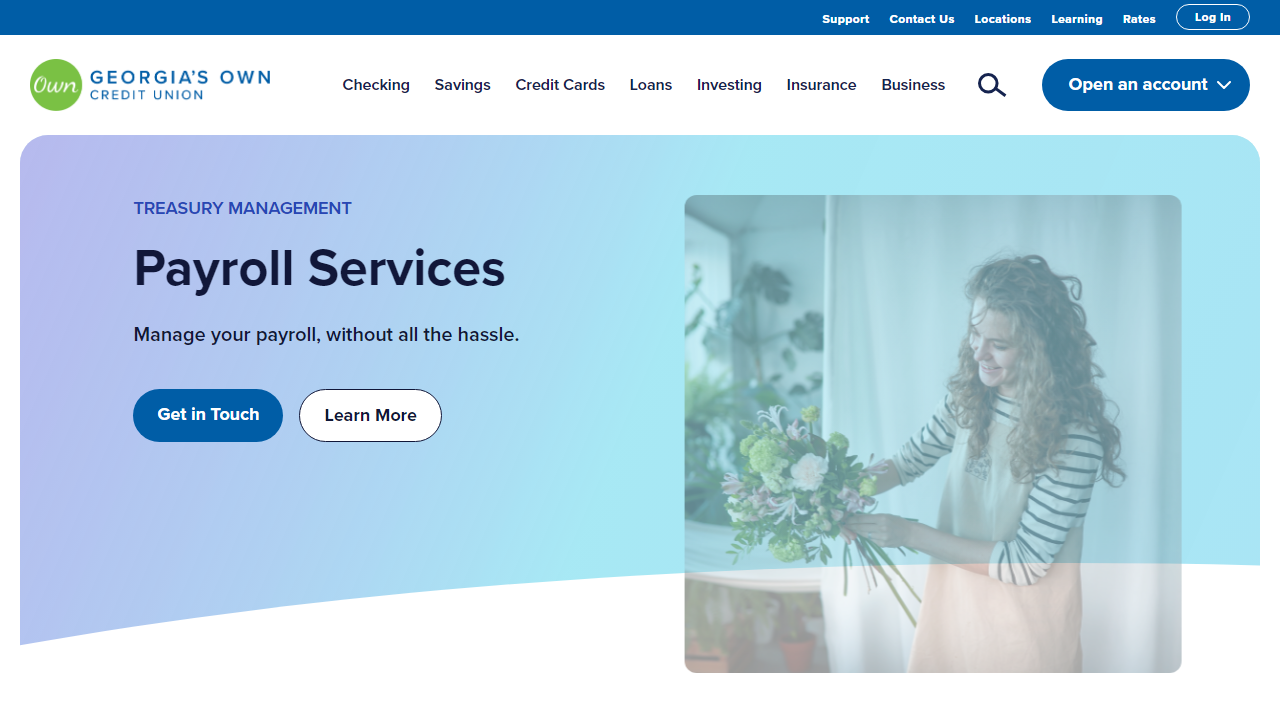 Support Contact Us Locations Learning Rates Log In
Own GEORGIA'S OWN
CREDIT UNION
Checking Savings Credit Cards Loans Investing Insurance Business Open an account
TREASURY MANAGEMENT
Payroll Services
Manage your payroll, without all the hassle.
Get in Touch Learn More